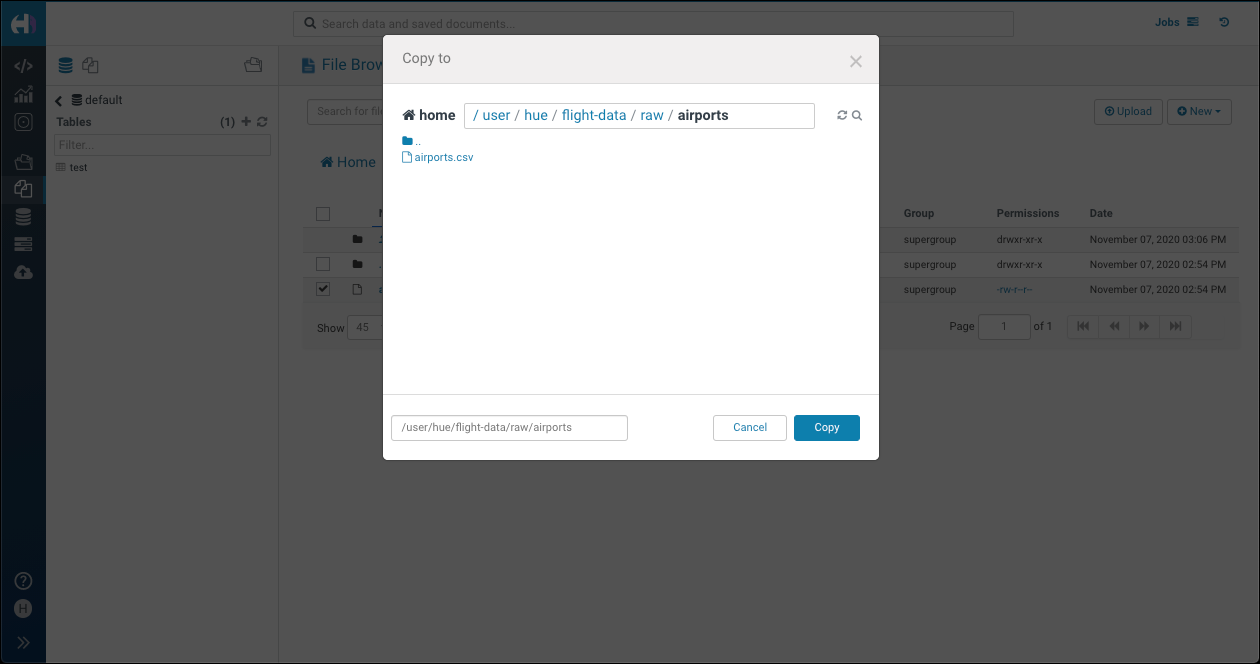 Search data and saved documents...
Jobs
Copy to
File Brow
default
Tables (1)
Filter...
test
Search for file
Upload
New
home / user / hue / flight-data / raw / airports
..
airports.csv
Home
Group Permissions Date
supergroup drwxr-xr-x November 07, 2020 03:06 PM
supergroup drwxr-xr-x November 07, 2020 02:54 PM
supergroup -rw-r--r-- November 07, 2020 02:54 PM
Show 45
Page 1 of 1
/user/hue/flight-data/raw/airports
Cancel
Copy
H